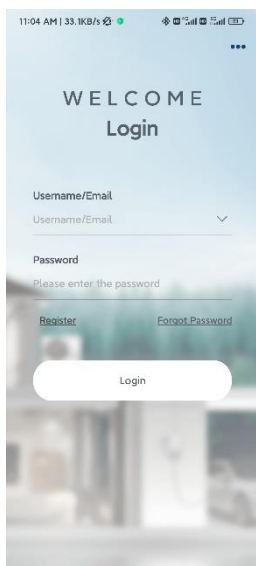 11:04 AM | 33.1KB/s
•••
WELCOME
Login
Username/Email
Username/Email
Password
Please enter the password
Register Forgot Password
Login